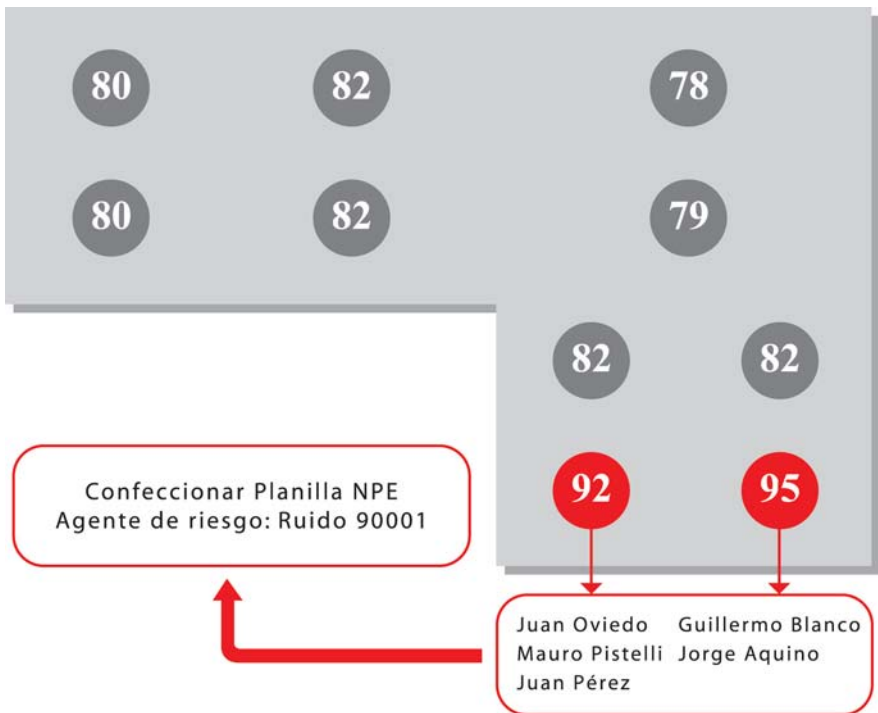 80 82 78
80 82 79
82 82
92 95
Confeccionar Planilla NPE
Agente de riesgo: Ruido 90001
Juan Oviedo Guillermo Blanco
Mauro Pistelli Jorge Aquino
Juan Pérez